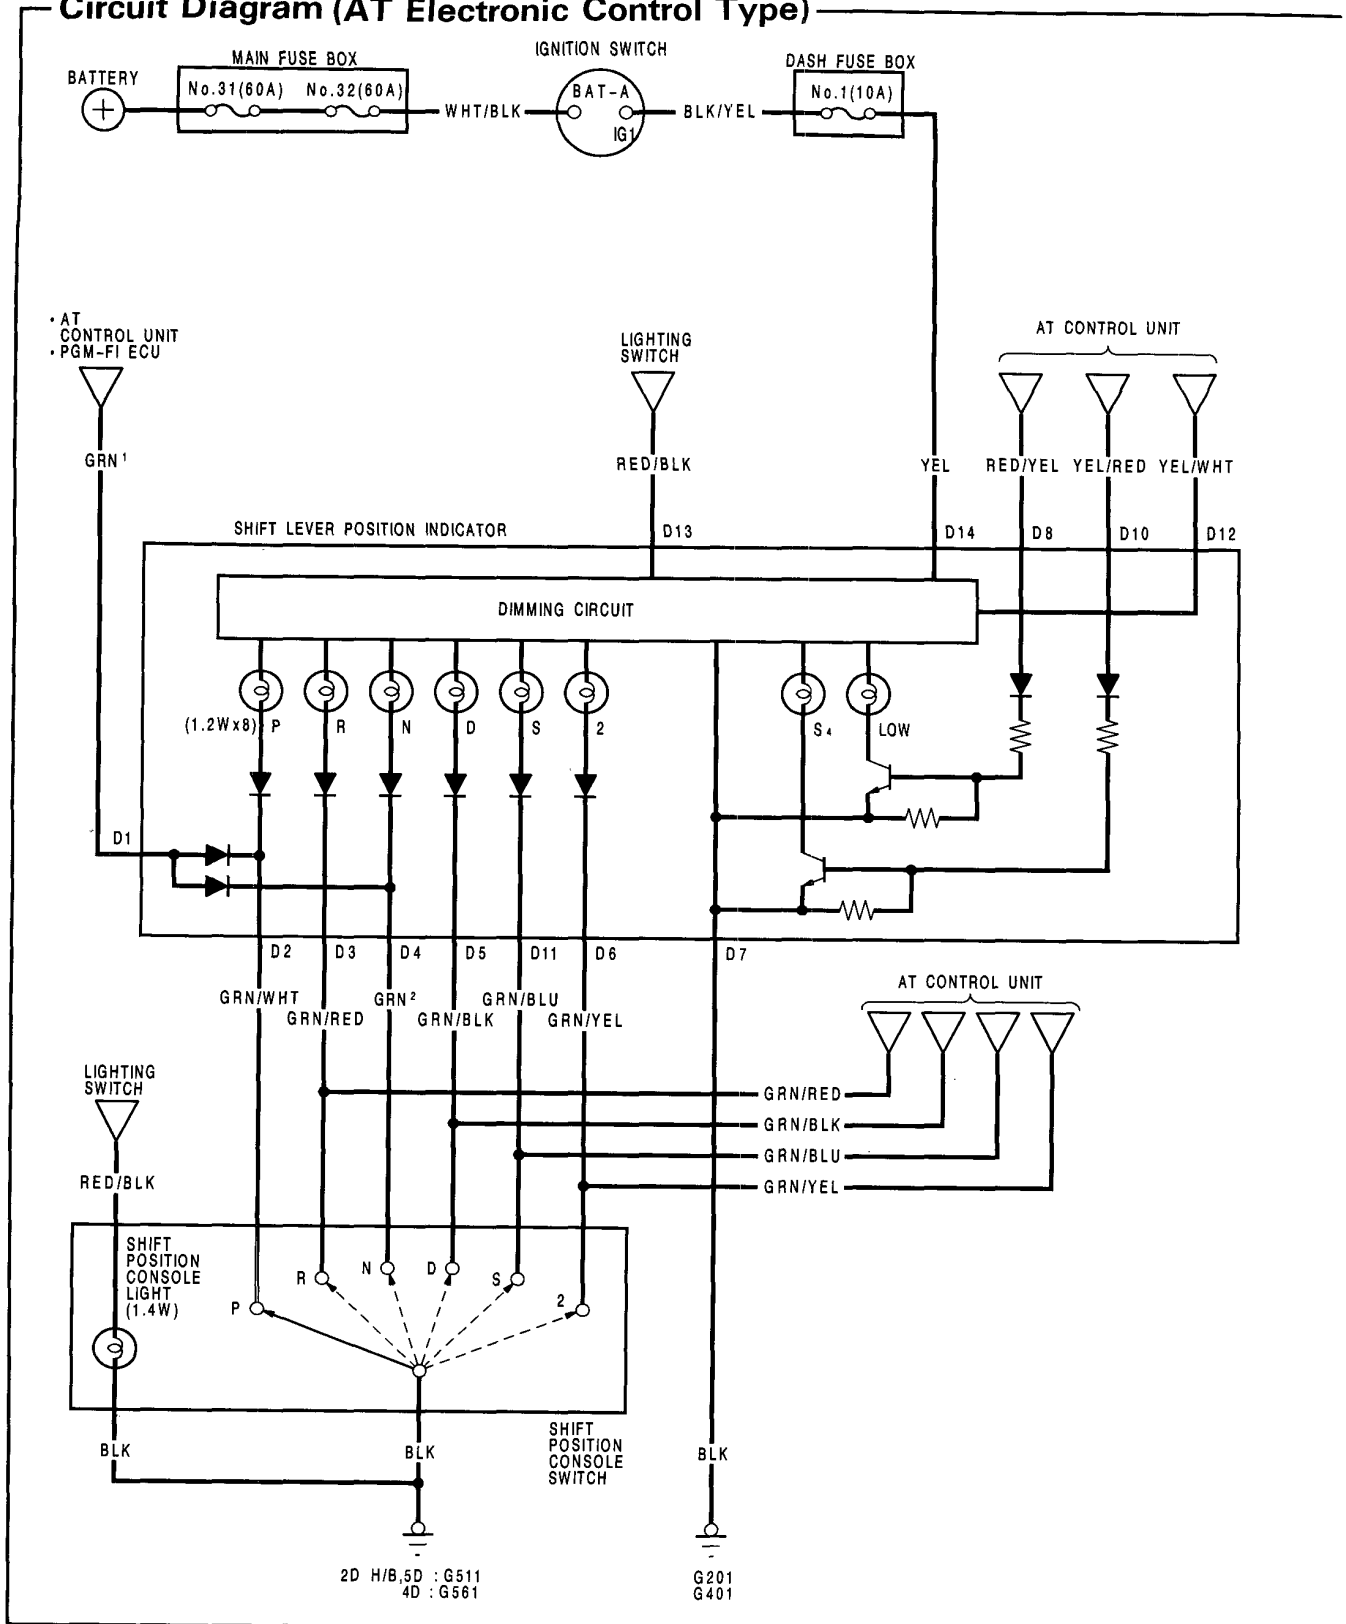 Circuit Diagram (AT Electronic Control Type)
IGNITION SWITCH
MAIN FUSE BOX
DASH FUSE BOX
BATTERY
No.31(60A) No.32(60A)
BAT-A
No.1(10A)
WHT/BLK
BLK/YEL
IG1
• AT
CONTROL UNIT
• PGM-FI ECU
LIGHTING
SWITCH
AT CONTROL UNIT
GRN¹
RED/BLK
YEL
RED/YEL
YEL/RED
YEL/WHT
SHIFT LEVER POSITION INDICATOR
D13
D14
D8
D10
D12
DIMMING CIRCUIT
(1.2Wx8)
P
R
N
D
S
2
S₄
LOW
D1
D2
D3
D4
D5
D11
D6
D7
AT CONTROL UNIT
GRN/WHT
GRN²
GRN/BLU
GRN/RED
GRN/BLK
GRN/YEL
LIGHTING
SWITCH
GRN/RED
GRN/BLK
GRN/BLU
GRN/YEL
RED/BLK
SHIFT
POSITION
CONSOLE
LIGHT
(1.4W)
P
R
N
D
S
2
SHIFT
POSITION
CONSOLE
SWITCH
BLK
BLK
BLK
2D H/B,5D : G511
4D : G561
G201
G401